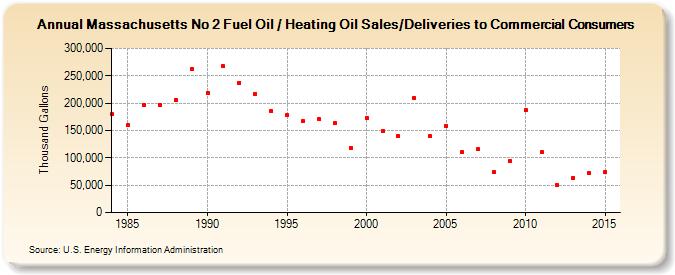 Annual Massachusetts No 2 Fuel Oil / Heating Oil Sales/Deliveries to Commercial Consumers
Thousand Gallons
300,000
250,000
200,000
150,000
100,000
50,000
0
1985 1990 1995 2000 2005 2010 2015
Source: U.S. Energy Information Administration